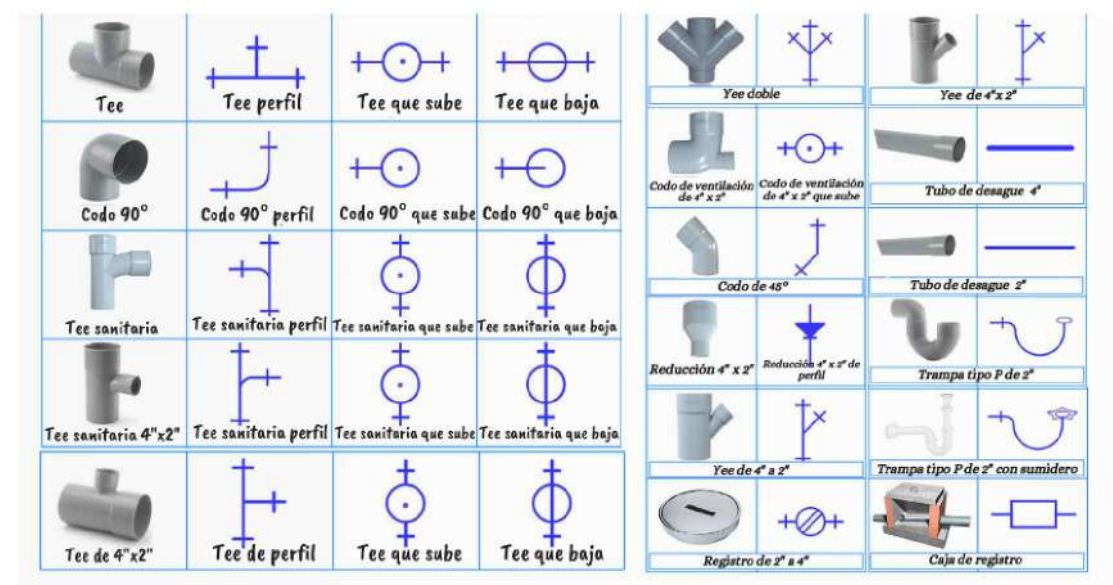 Tee
Tee perfil
Tee que sube
Tee que baja
Codo 90°
Codo 90° perfil
Codo 90° que sube
Codo 90° que baja
Tee sanitaria
Tee sanitaria perfil
Tee sanitaria que sube
Tee sanitaria que baja
Tee sanitaria 4"x2"
Tee sanitaria perfil
Tee sanitaria que sube
Tee sanitaria que baja
Tee de 4"x2"
Tee de perfil
Tee que sube
Tee que baja
Yee doble
Yee de 4"x 2"
Codo de ventilación
de 4" x 2"
Codo de ventilación
de 4" x 2" que sube
Tubo de desague 4"
Codo de 45°
Tubo de desague 2"
Reducción 4" x 2"
Reducción 4" x 2" de
perfil
Trampa tipo P de 2"
Yee de 4" a 2"
Trampa tipo P de 2" con sumidero
Registro de 2" a 4"
Caja de registro